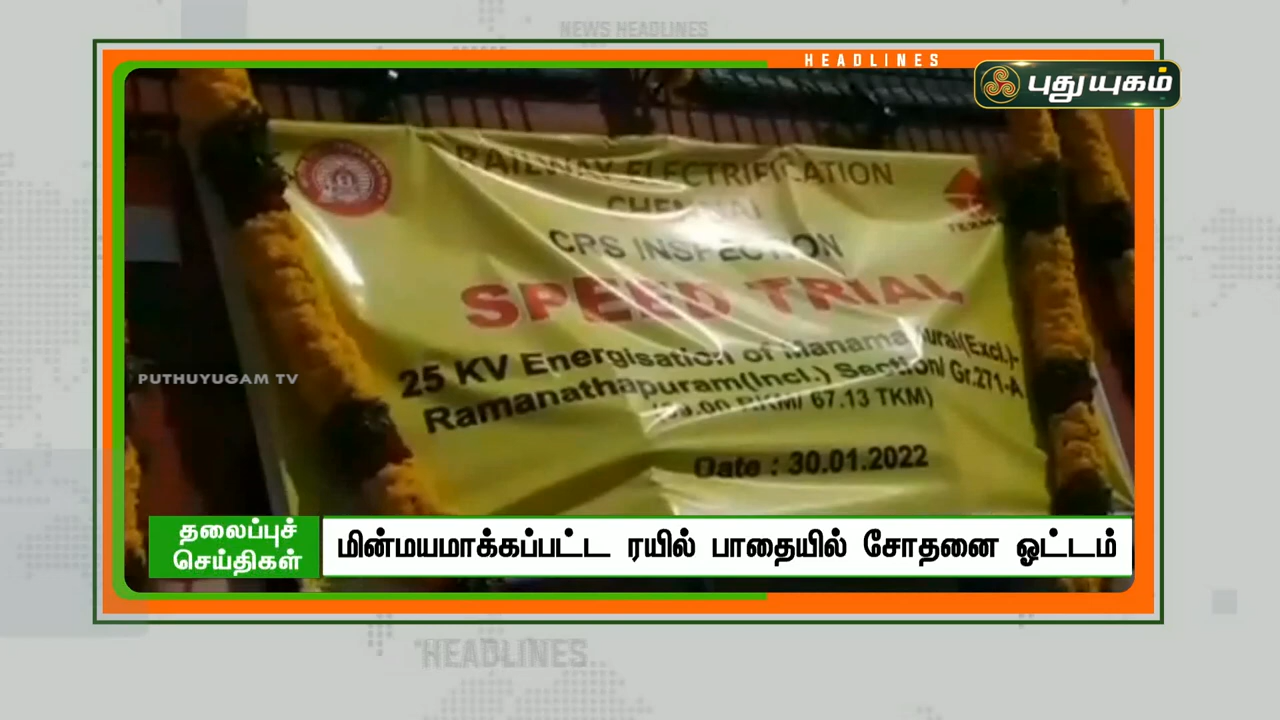 NEWS HEADLINES
HEADLINES
புதுயுகம்
RAILWAY ELECTRIFICATION
CHENNAI
CRS INSPECTION
SPEED TRIAL
25 KV Energisation of Manamadurai(Excl.)-
Ramanathapuram(Incl.) Section/ Gr.271-A
RKM/ 67.13 TKM)
Date : 30.01.2022
PUTHUYUGAM TV
தலைப்புச்
செய்திகள்
மின்மயமாக்கப்பட்ட ரயில் பாதையில் சோதனை ஓட்டம்
HEADLINES